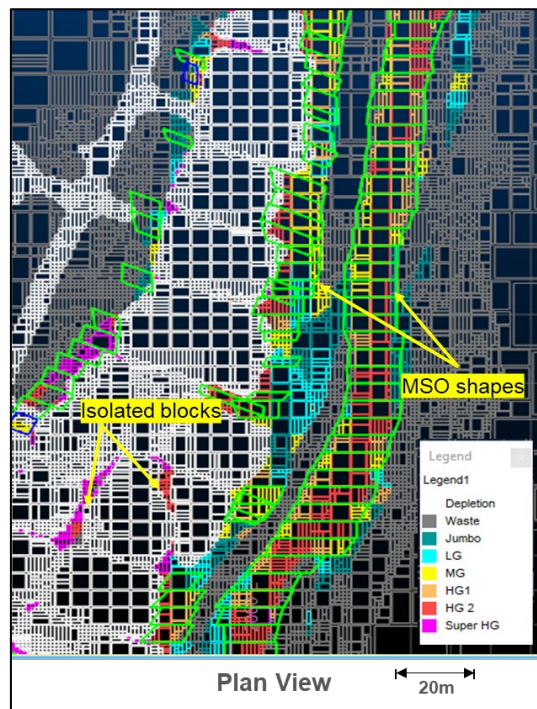 MSO shapes
Isolated blocks
Legend
Legend1
Depletion
Waste
Jumbo
LG
MG
HG1
HG 2
Super HG
Plan View
20m